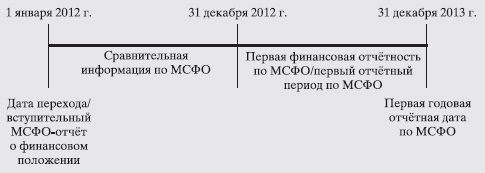 1 января 2012 г.
31 декабря 2012 г.
31 декабря 2013 г.
Сравнительная
информация по МСФО
Первая финансовая отчётность
по МСФО/первый отчётный
период по МСФО
Дата перехода/
вступительный
МСФО-отчёт
о финансовом
положении
Первая годовая
отчётная дата
по МСФО